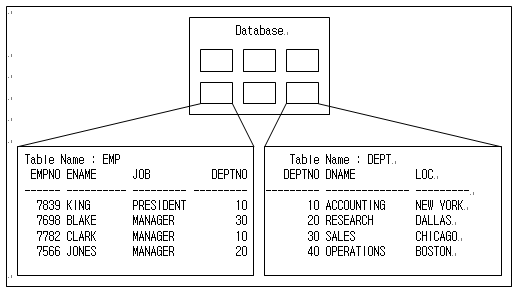 Database
Table Name : EMP
EMPNO ENAME JOB DEPTNO
------ --------- --------- -------
7839 KING PRESIDENT 10
7698 BLAKE MANAGER 30
7782 CLARK MANAGER 10
7566 JONES MANAGER 20
Table Name : DEPT
DEPTNO DNAME LOC
------- ----------- ---------
10 ACCOUNTING NEW YORK
20 RESEARCH DALLAS
30 SALES CHICAGO
40 OPERATIONS BOSTON